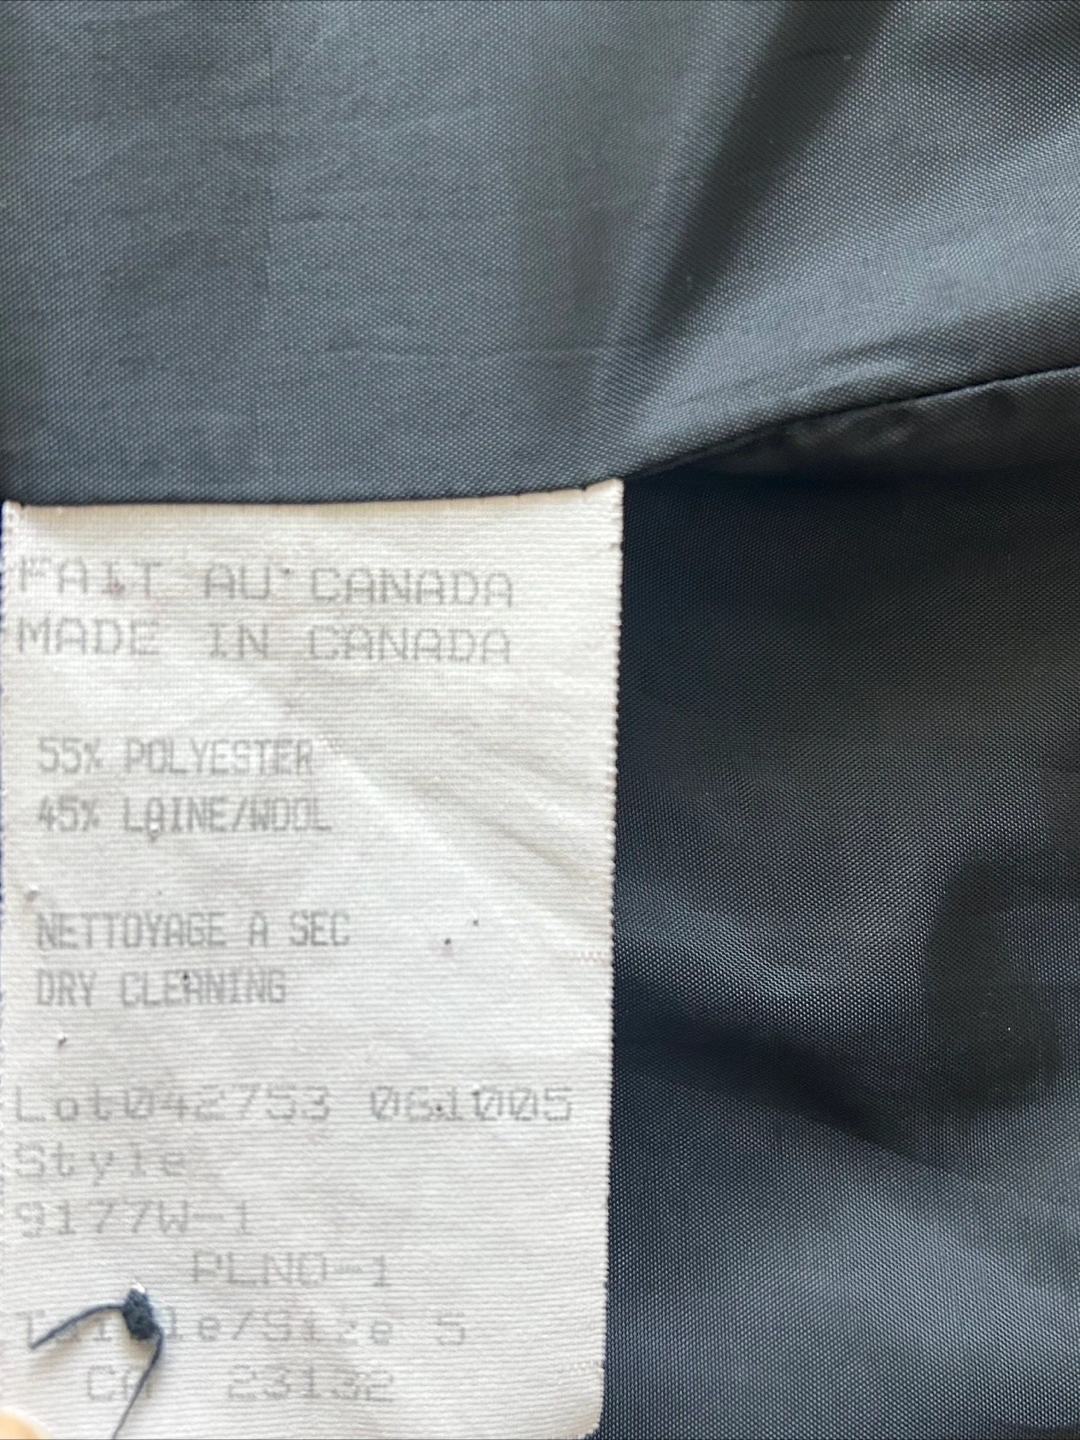 FAIT AU CANADA
MADE IN CANADA
55% POLYESTER
45% LAINE/WOOL
NETTOYAGE A SEC
DRY CLEANING
Lot042753 061005
Style
9177W-1
PLNO-1
Taille/Size 5
CA 23132